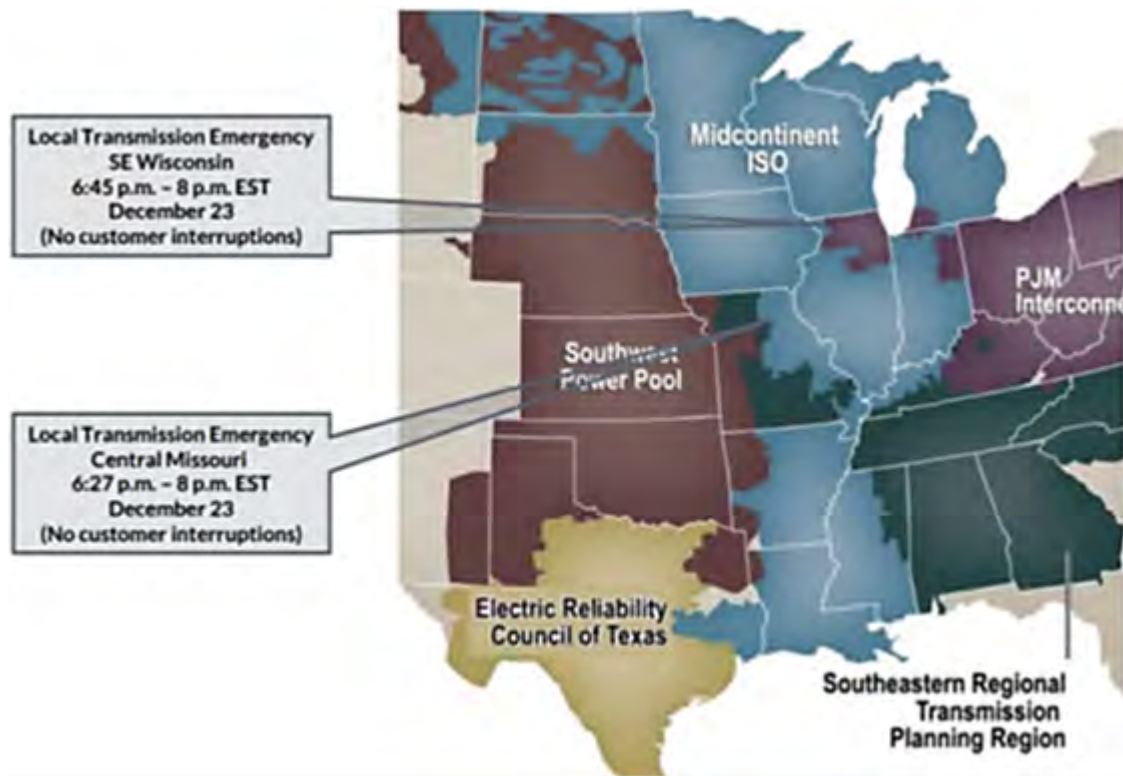 Local Transmission Emergency
SE Wisconsin
6:45 p.m. – 8 p.m. EST
December 23
(No customer interruptions)
Midcontinent
ISO
PJM
Interconne
Southwest
Power Pool
Local Transmission Emergency
Central Missouri
6:27 p.m. – 8 p.m. EST
December 23
(No customer interruptions)
Electric Reliability
Council of Texas
Southeastern Regional
Transmission
Planning Region